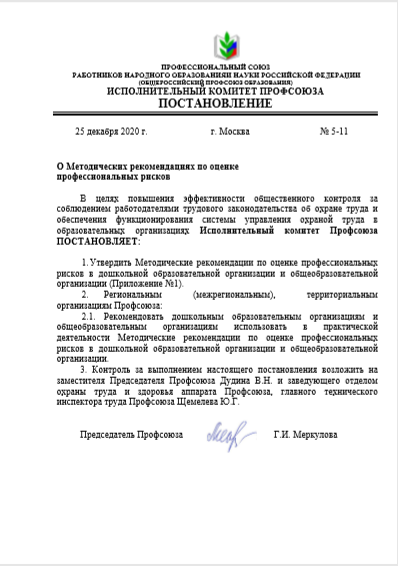 ПРОФЕССИОНАЛЬНЫЙ СОЮЗ
РАБОТНИКОВ НАРОДНОГО ОБРАЗОВАНИЯИ НАУКИ РОССИЙСКОЙ ФЕДЕРАЦИИ
(ОБЩЕРОССИЙСКИЙ ПРОФСОЮЗ ОБРАЗОВАНИЯ)
ИСПОЛНИТЕЛЬНЫЙ КОМИТЕТ ПРОФСОЮЗА
ПОСТАНОВЛЕНИЕ
25 декабря 2020 г. г. Москва № 5-11
О Методических рекомендациях по оценке
профессиональных рисков
В целях повышения эффективности общественного контроля за
соблюдением работодателями трудового законодательства об охране труда и
обеспечения функционирования системы управления охраной труда в
образовательных организациях Исполнительный комитет Профсоюза
ПОСТАНОВЛЯЕТ:
1. Утвердить Методические рекомендации по оценке профессиональных
рисков в дошкольной образовательной организации и общеобразовательной
организации (Приложение №1).
2. Региональным (межрегиональным), территориальным
организациям Профсоюза:
2.1. Рекомендовать дошкольным образовательным организациям и
общеобразовательным организациям использовать в практической
деятельности Методические рекомендации по оценке профессиональных
рисков в дошкольной образовательной организации и общеобразовательной
организации.
3. Контроль за выполнением настоящего постановления возложить на
заместителя Председателя Профсоюза Дудина В.Н. и заведующего отделом
охраны труда и здоровья аппарата Профсоюза, главного технического
инспектора труда Профсоюза Щемелева Ю.Г.
Председатель Профсоюза Г.И. Меркулова